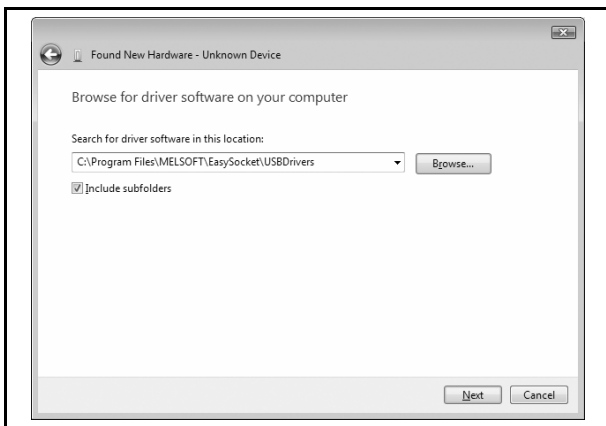 Found New Hardware - Unknown Device
Browse for driver software on your computer
Search for driver software in this location:
C:\Program Files\MELSOFT\EasySocket\USBDrivers
Browse...
Include subfolders
Next
Cancel